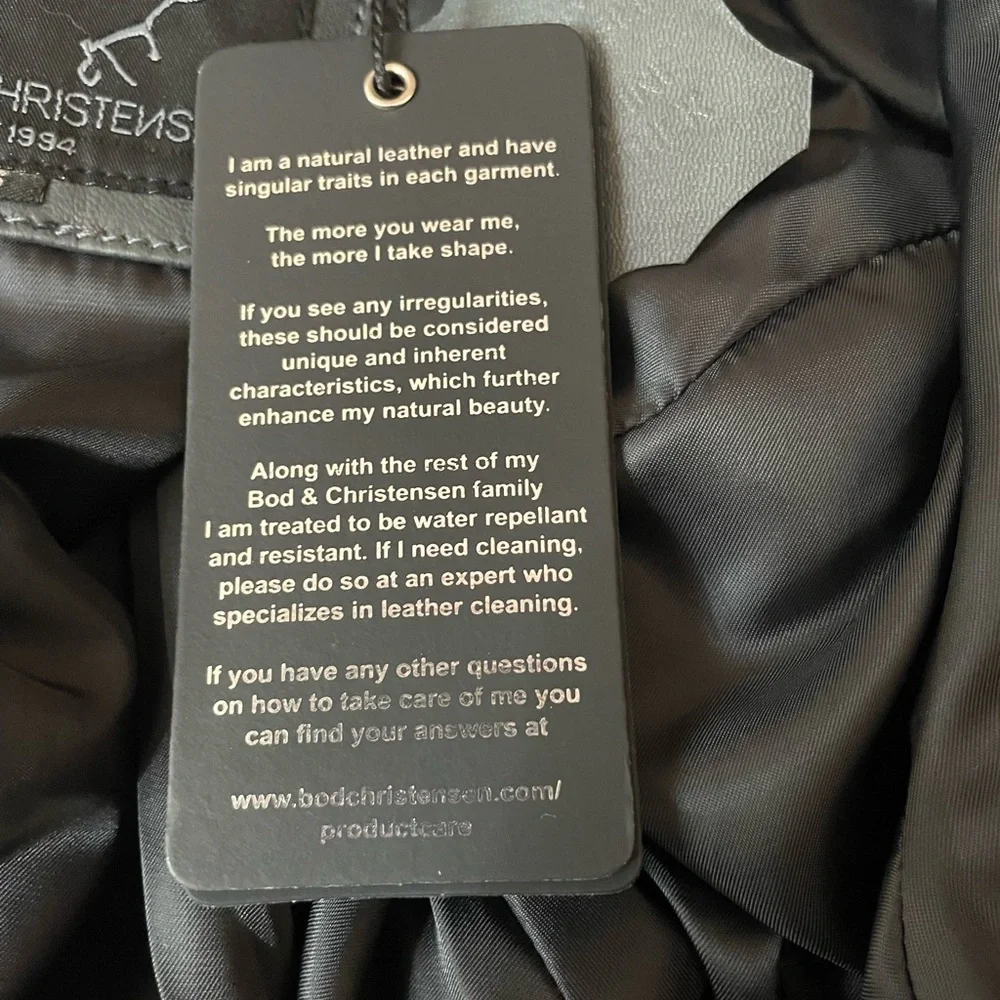 HRISTENS
1994
I am a natural leather and have
singular traits in each garment.
The more you wear me,
the more I take shape.
If you see any irregularities,
these should be considered
unique and inherent
characteristics, which further
enhance my natural beauty.
Along with the rest of my
Bod & Christensen family
I am treated to be water repellant
and resistant. If I need cleaning,
please do so at an expert who
specializes in leather cleaning.
If you have any other questions
on how to take care of me you
can find your answers at
www.bodchristensen.com/
productcare